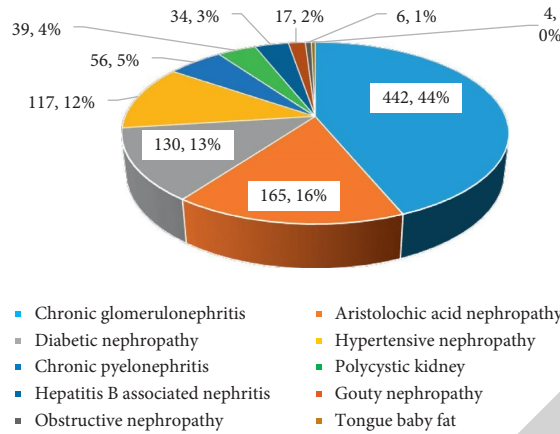 34, 3%
17, 2%
6, 1%
4,
0%
39, 4%
56, 5%
117, 12%
442, 44%
130, 13%
165, 16%
Chronic glomerulonephritis
Aristolochic acid nephropathy
Diabetic nephropathy
Hypertensive nephropathy
Chronic pyelonephritis
Polycystic kidney
Hepatitis B associated nephritis
Gouty nephropathy
Obstructive nephropathy
Tongue baby fat